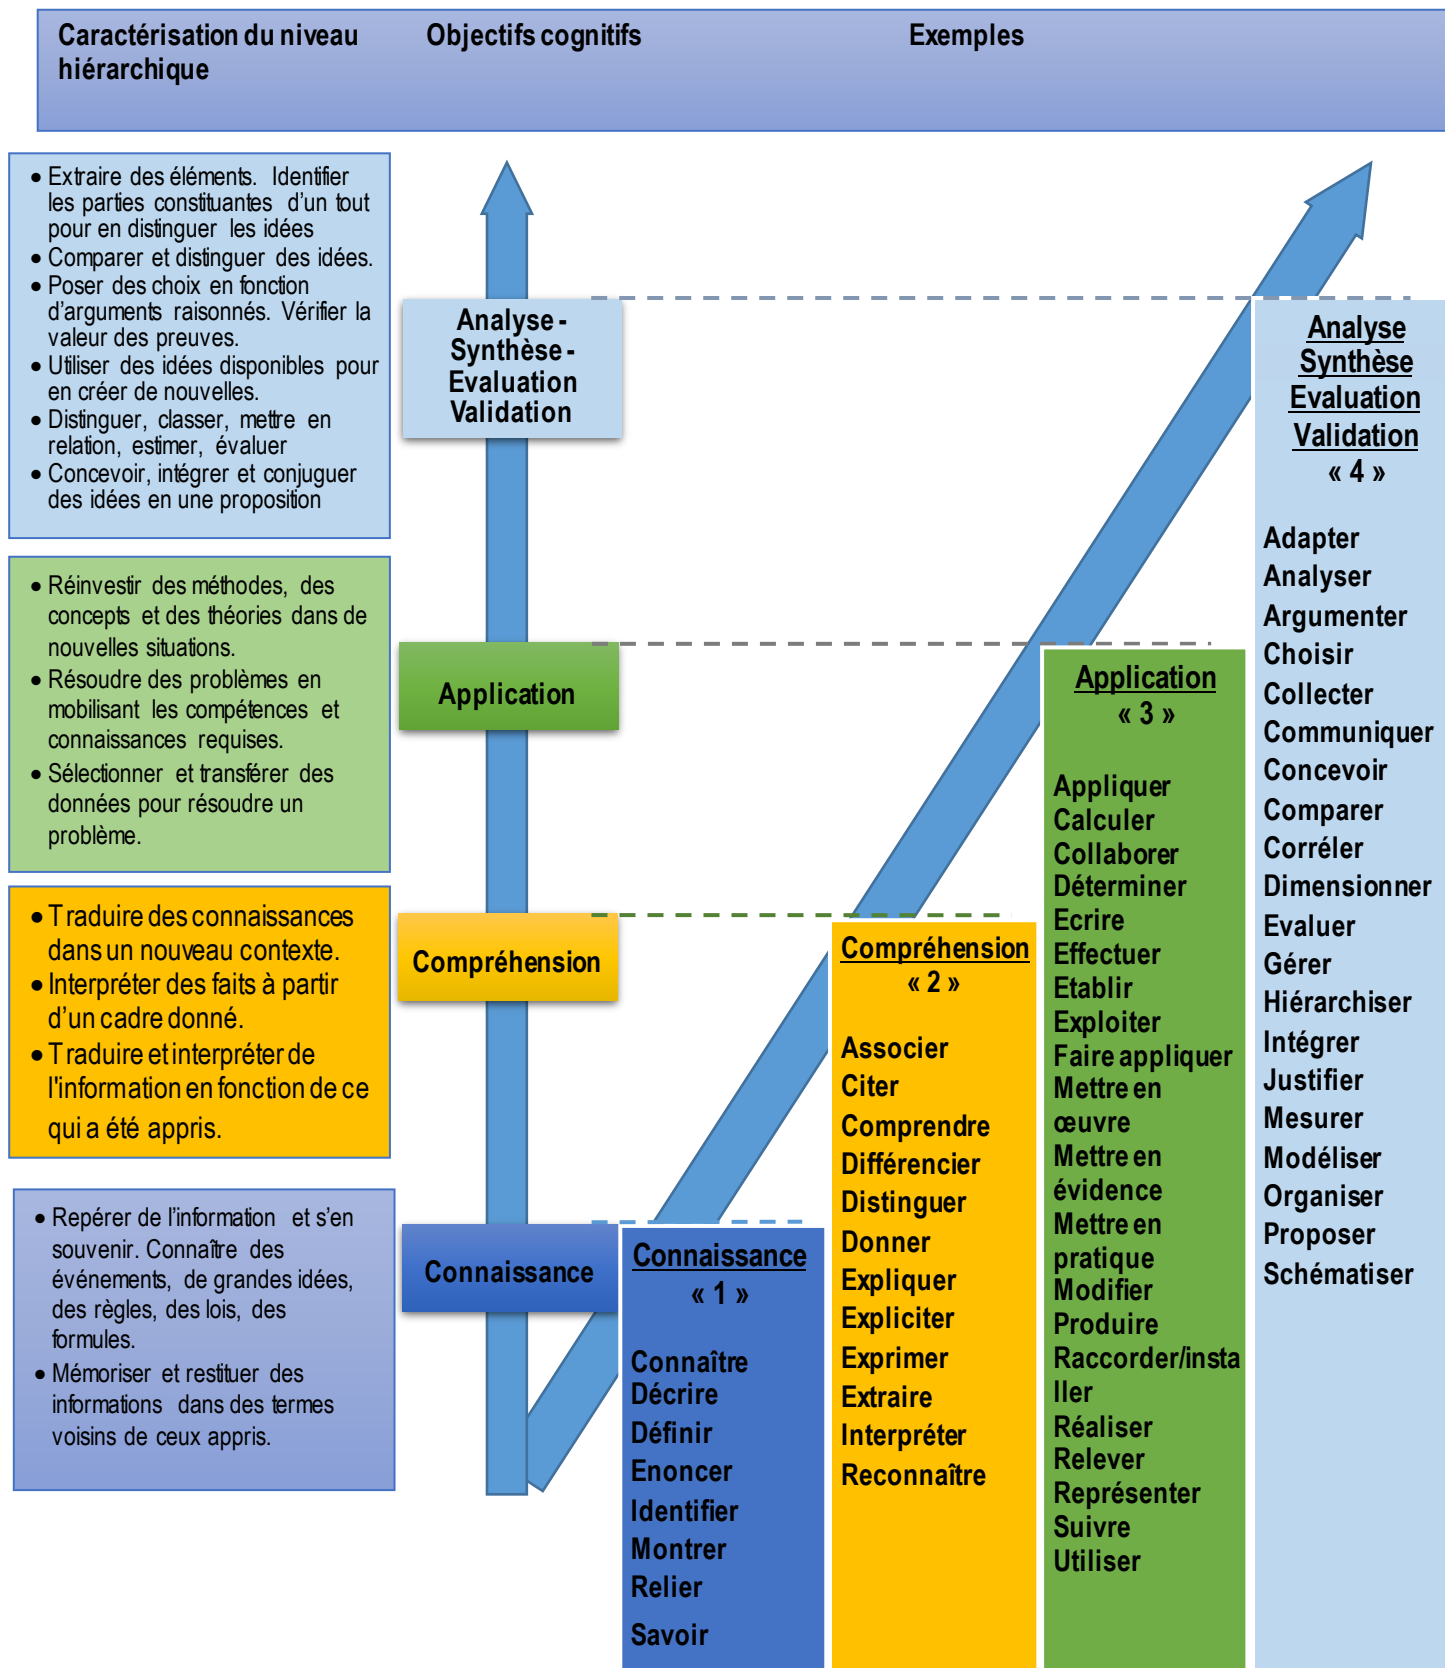 Caractérisation du niveau
hiérarchique
Objectifs cognitifs
Exemples
• Extraire des éléments. Identifier
les parties constituantes d’un tout
pour en distinguer les idées
• Comparer et distinguer des idées.
• Poser des choix en fonction
d’arguments raisonnés. Vérifier la
valeur des preuves.
• Utiliser des idées disponibles pour
en créer de nouvelles.
• Distinguer, classer, mettre en
relation, estimer, évaluer
• Concevoir, intégrer et conjuguer
des idées en une proposition
• Réinvestir des méthodes, des
concepts et des théories dans de
nouvelles situations.
• Résoudre des problèmes en
mobilisant les compétences et
connaissances requises.
• Sélectionner et transférer des
données pour résoudre un
problème.
• Traduire des connaissances
dans un nouveau contexte.
• Interpréter des faits à partir
d’un cadre donné.
• Traduire et interpréter de
l'information en fonction de ce
qui a été appris.
• Repérer de l’information et s’en
souvenir. Connaître des
événements, de grandes idées,
des règles, des lois, des
formules.
• Mémoriser et restituer des
informations dans des termes
voisins de ceux appris.
Analyse -
Synthèse -
Evaluation
Validation
Application
Compréhension
Connaissance
Connaissance
« 1 »
Connaître
Décrire
Définir
Enoncer
Identifier
Montrer
Relier
Savoir
Compréhension
« 2 »
Associer
Citer
Comprendre
Différencier
Distinguer
Donner
Expliquer
Expliciter
Exprimer
Extraire
Interpréter
Reconnaître
Application
« 3 »
Appliquer
Calculer
Collaborer
Déterminer
Ecrire
Effectuer
Etablir
Exploiter
Faire appliquer
Mettre en
œuvre
Mettre en
évidence
Mettre en
pratique
Modifier
Produire
Raccorder/insta
ller
Réaliser
Relever
Représenter
Suivre
Utiliser
Analyse
Synthèse
Evaluation
Validation
« 4 »
Adapter
Analyser
Argumenter
Choisir
Collecter
Communiquer
Concevoir
Comparer
Corréler
Dimensionner
Evaluer
Gérer
Hiérarchiser
Intégrer
Justifier
Mesurer
Modéliser
Organiser
Proposer
Schématiser